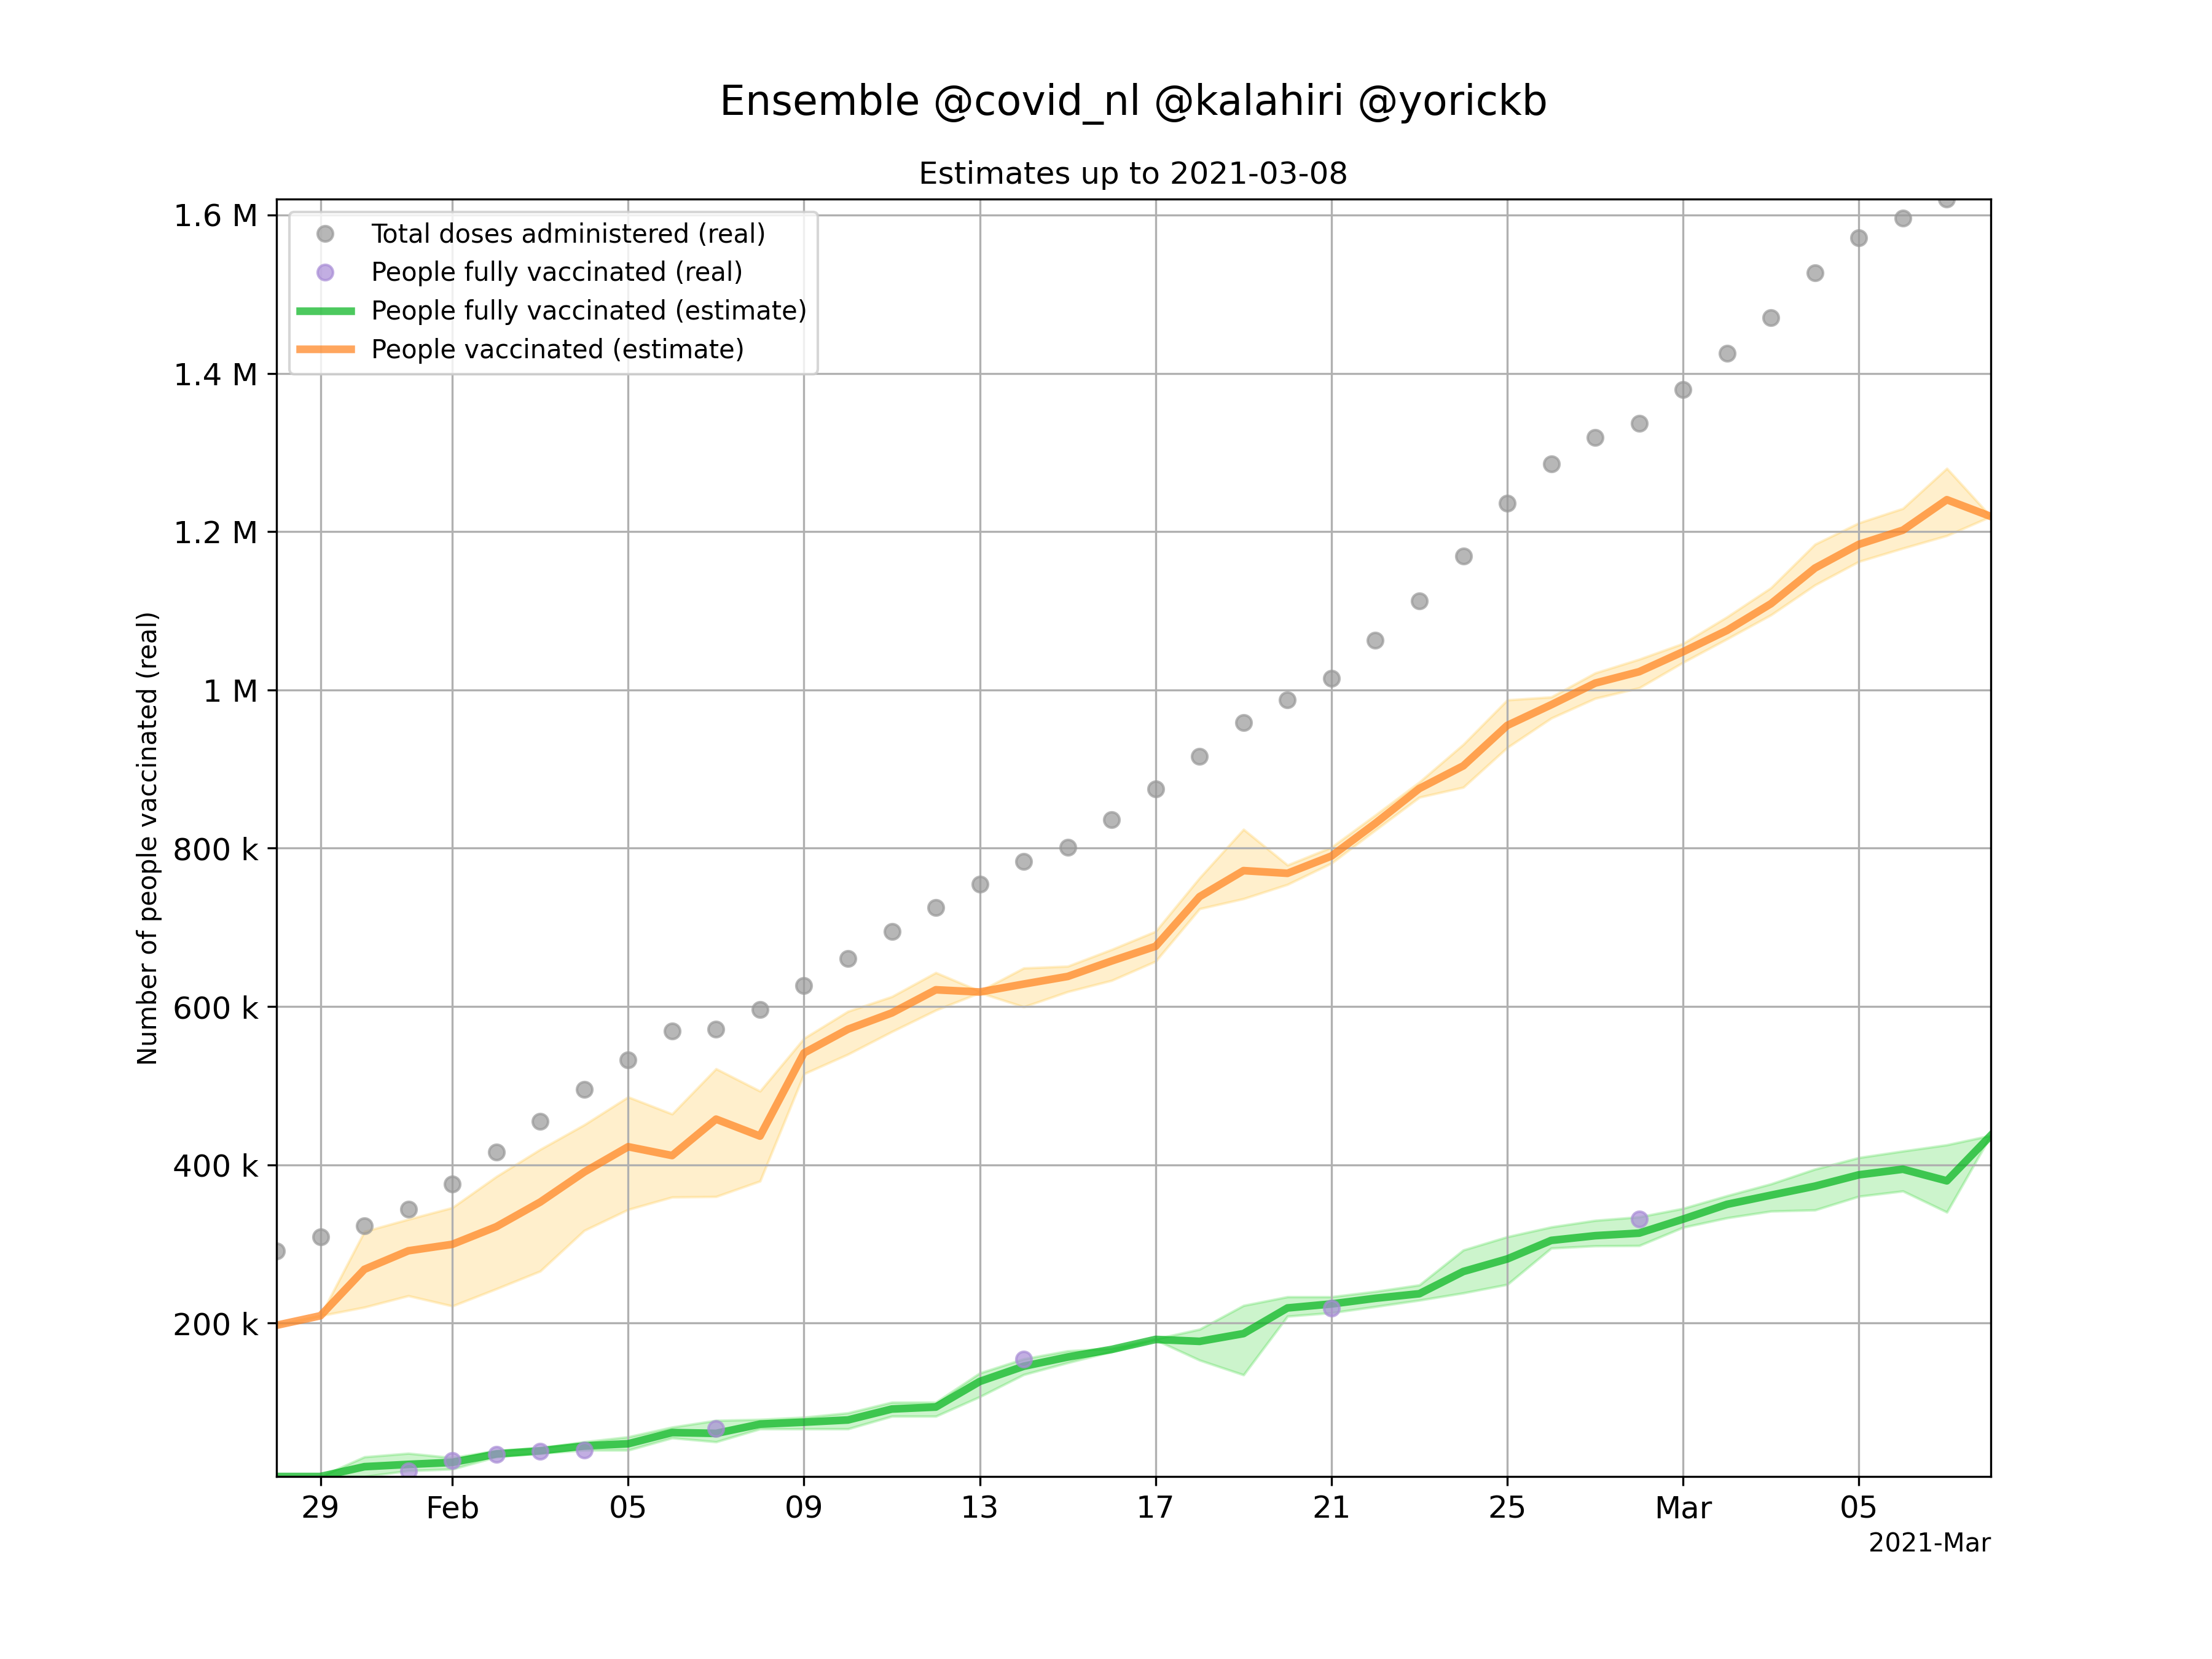 Ensemble @covid_nl @kalahiri @yorickb
Estimates up to 2021-03-08
1.6 M
1.4 M
1.2 M
1 M
800 k
600 k
400 k
200 k
Number of people vaccinated (real)
Total doses administered (real)
People fully vaccinated (real)
People fully vaccinated (estimate)
People vaccinated (estimate)
29 Feb 05 09 13 17 21 25 Mar 05
2021-Mar